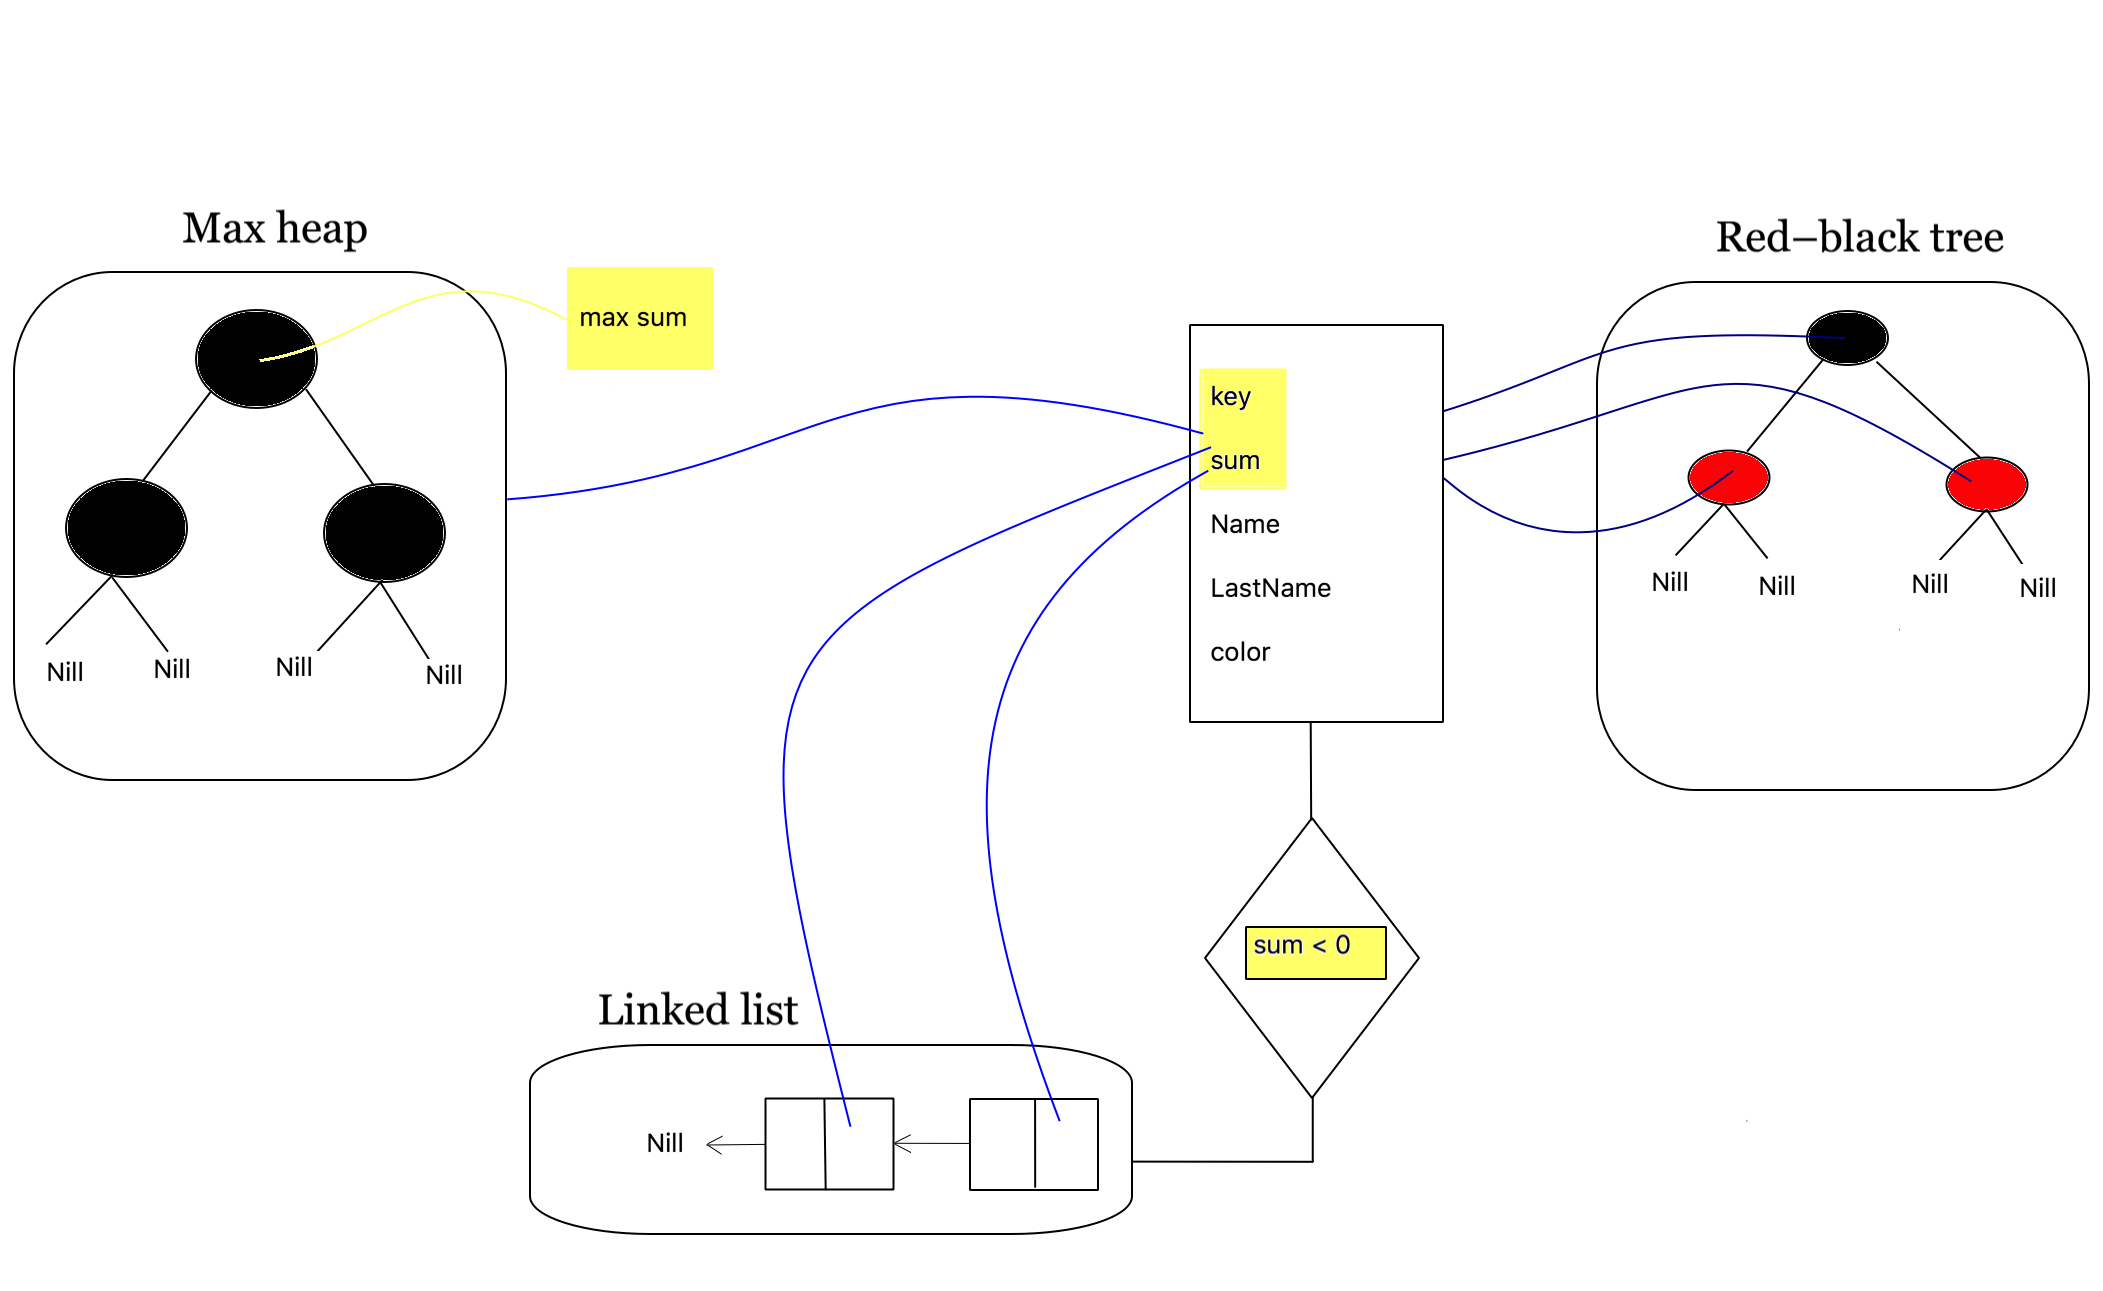 Max heap
max sum
Nill
Nill
Nill
Nill
key
sum
Name
LastName
color
Red–black tree
Nill
Nill
Nill
Nill
sum < 0
Linked list
Nill